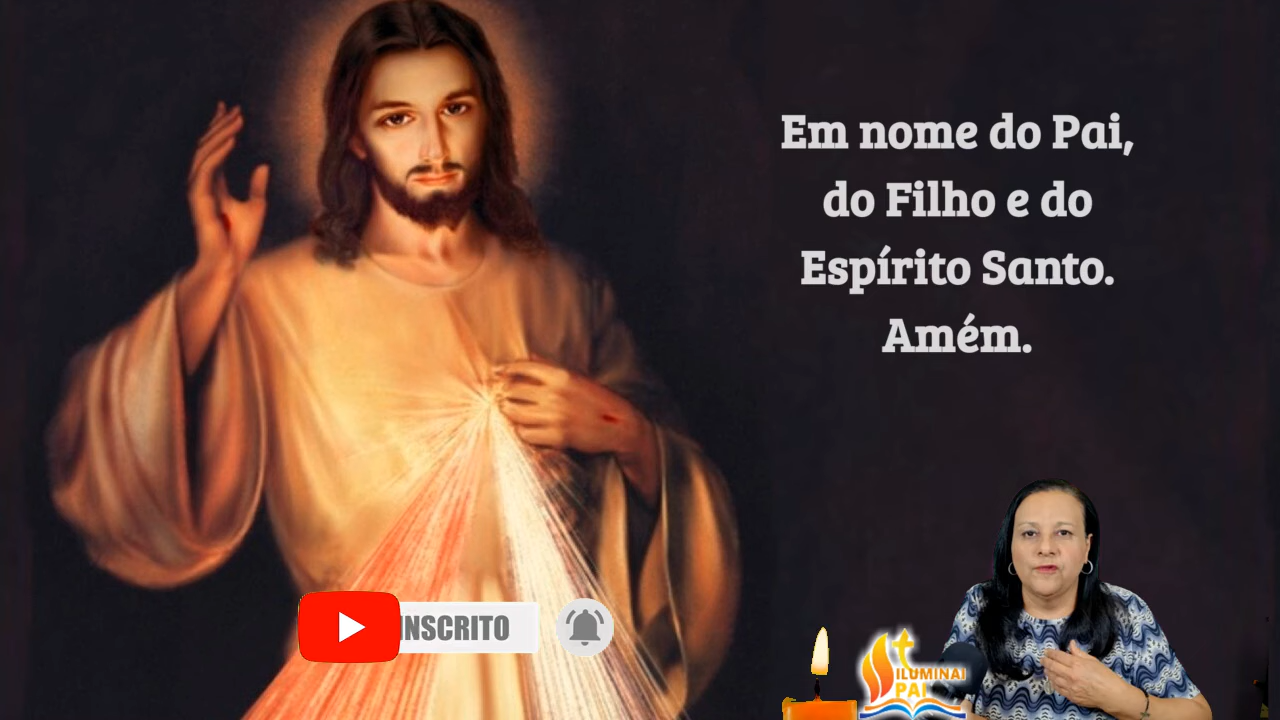 Em nome do Pai,
do Filho e do
Espírito Santo.
Amém.
INSCRITO
ILUMINAI
PAI